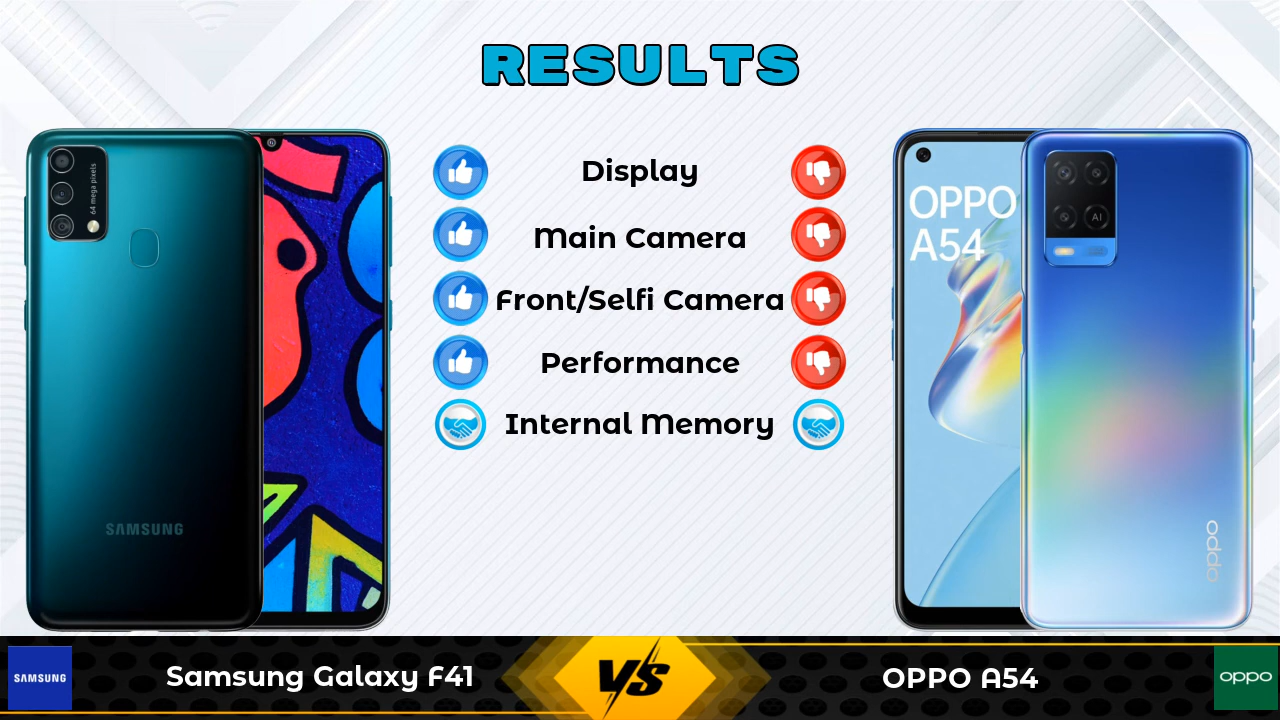 RESULTS
64 mega pixels
SAMSUNG
Display
Main Camera
Front/Selfi Camera
Performance
Internal Memory
OPPO
A54
AI
oppo
SAMSUNG
Samsung Galaxy F41
VS
OPPO A54
oppo